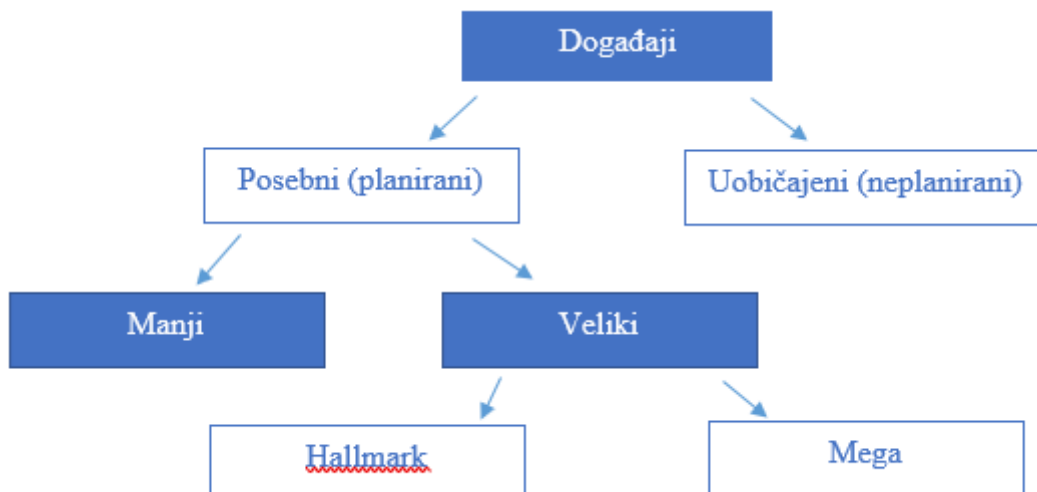 Događaji
Posebni (planirani)
Uobičajeni (neplanirani)
Manji
Veliki
Hallmark
Mega